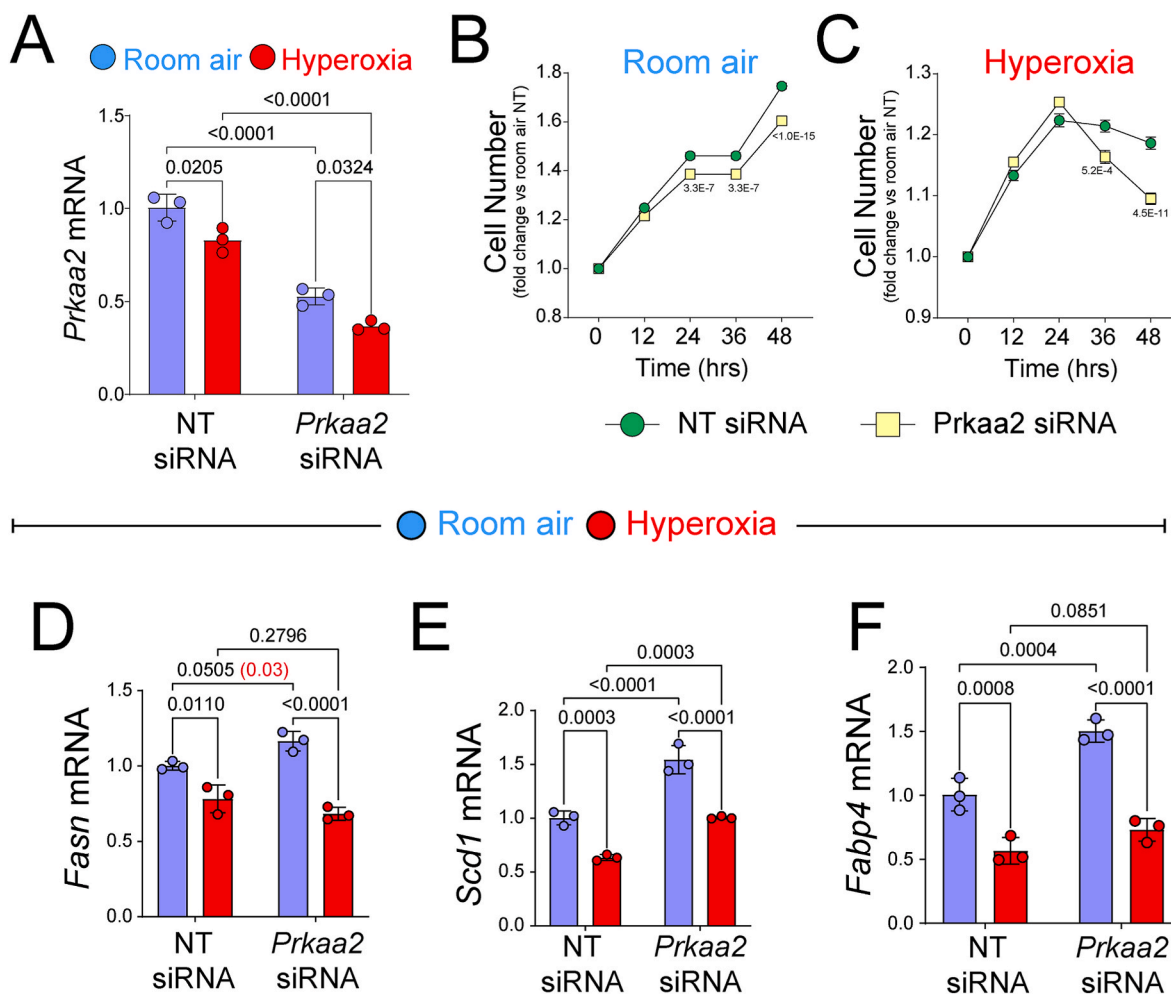 A
Room air
Hyperoxia
<0.0001
<0.0001
0.0205
0.0324
1.5
1.0
0.5
0.0
Prkaa2 mRNA
NT
siRNA
Prkaa2
siRNA
B
Room air
Cell Number
(fold change vs room air NT)
1.8
1.6
1.4
1.2
1.0
0.8
<1.0E-15
3.3E-7
3.3E-7
0 12 24 36 48
Time (hrs)
C
Hyperoxia
Cell Number
(fold change vs room air NT)
1.3
1.2
1.1
1.0
0.9
5.2E-4
4.5E-11
0 12 24 36 48
Time (hrs)
NT siRNA
Prkaa2 siRNA
Room air
Hyperoxia
D
0.2796
0.0505 (0.03)
0.0110
<0.0001
1.5
1.0
0.5
0.0
Fasn mRNA
NT
siRNA
Prkaa2
siRNA
E
0.0003
<0.0001
0.0003
<0.0001
2.0
1.5
1.0
0.5
0.0
Scd1 mRNA
NT
siRNA
Prkaa2
siRNA
F
0.0851
0.0004
0.0008
<0.0001
2.0
1.5
1.0
0.5
0.0
Fabp4 mRNA
NT
siRNA
Prkaa2
siRNA